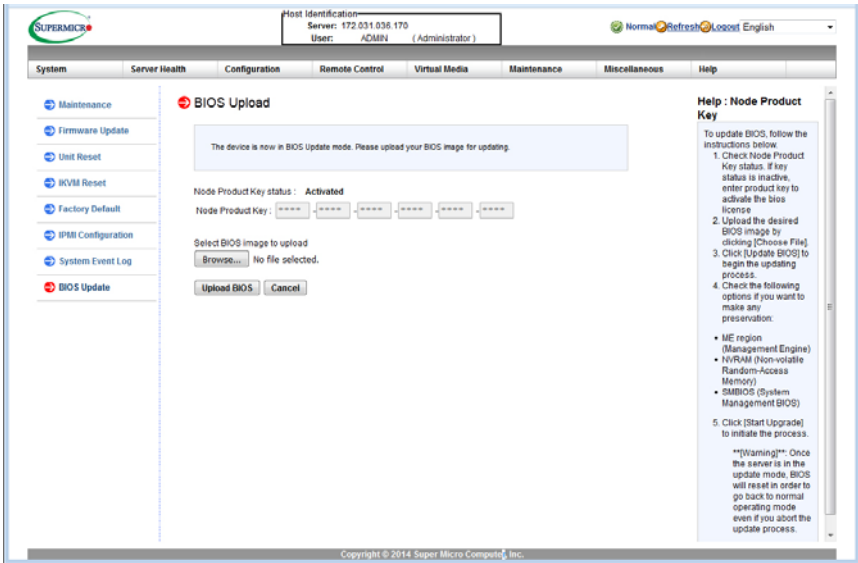 SUPERMICR
Host Identification
Server: 172.031.036.170
User: ADMIN (Administrator)
Normal Refresh Logout English
System Server Health Configuration Remote Control Virtual Media Maintenance Miscellaneous Help
Maintenance
Firmware Update
Unit Reset
IKVM Reset
Factory Default
IPMI Configuration
System Event Log
BIOS Update
BIOS Upload
The device is now in BIOS Update mode. Please upload your BIOS image for updating.
Node Product Key status : Activated
Node Product Key : **** - **** - **** - **** - **** - ****
Select BIOS image to upload
Browse... No file selected.
Upload BIOS Cancel
Help : Node Product
Key
To update BIOS, follow the
instructions below.
1. Check Node Product
Key status. If key
status is inactive,
enter product key to
activate the bios
license
2. Upload the desired
BIOS image by
clicking [Choose File].
3. Click [Update BIOS] to
begin the updating
process.
4. Check the following
options if you want to
make any
preservation:
• ME region
(Management Engine)
• NVRAM (Non-volatile
Random-Access
Memory)
• SMBIOS (System
Management BIOS)
5. Click [Start Upgrade]
to initiate the process.
**[Warning]**: Once
the server is in the
update mode, BIOS
will reset in order to
go back to normal
operating mode
even if you abort the
update process.
Copyright © 2014 Super Micro Computer, Inc.